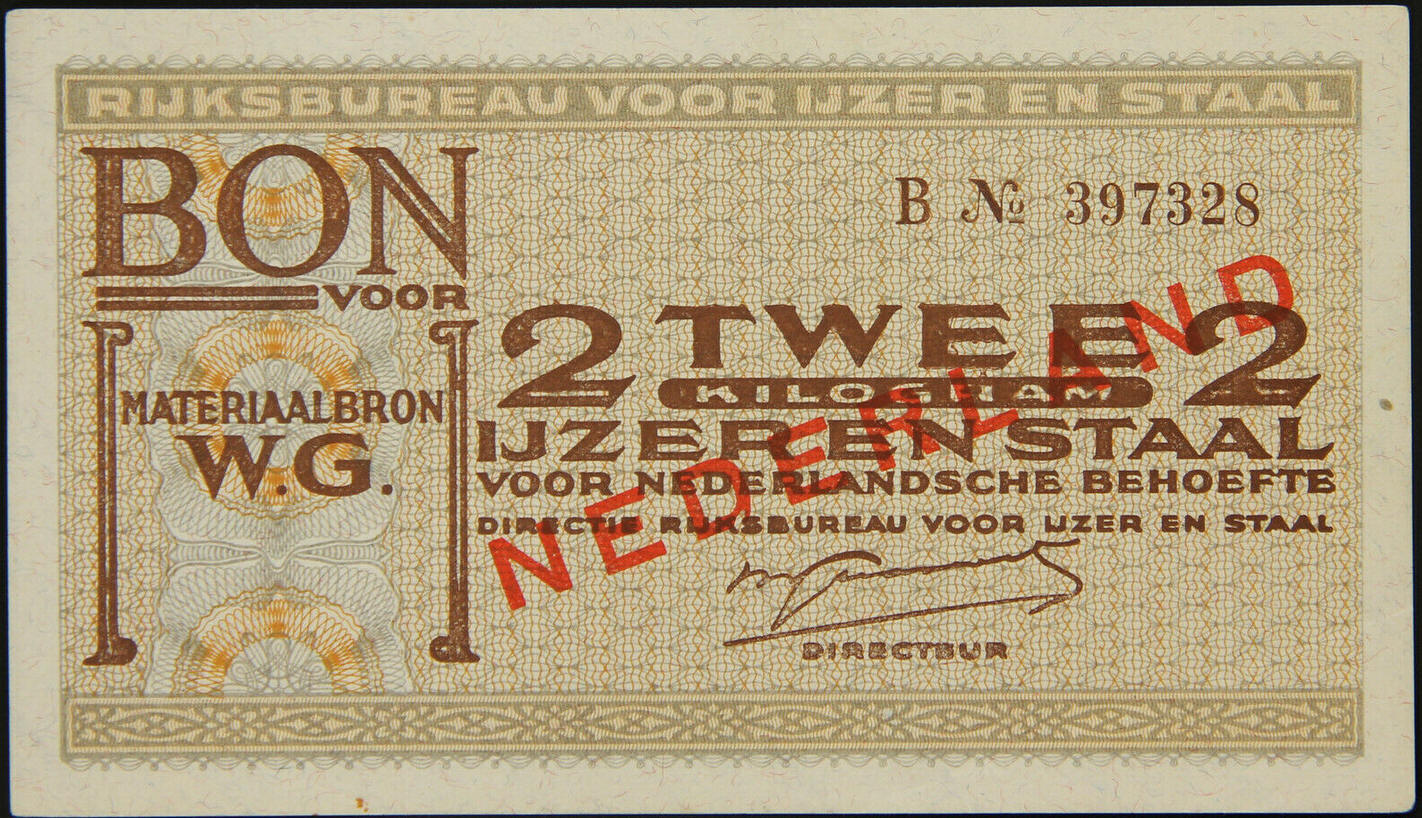 RIJKSBUREAU VOOR IJZER EN STAAL
BON
VOOR
MATERIAALBRON
W.G.
B № 397328
2 TWEE 2
KILOGRAM
IJZER EN STAAL
VOOR NEDERLANDSCHE BEHOEFTE
DIRECTIE RIJKSBUREAU VOOR IJZER EN STAAL
DIRECTEUR
NEDERLAND